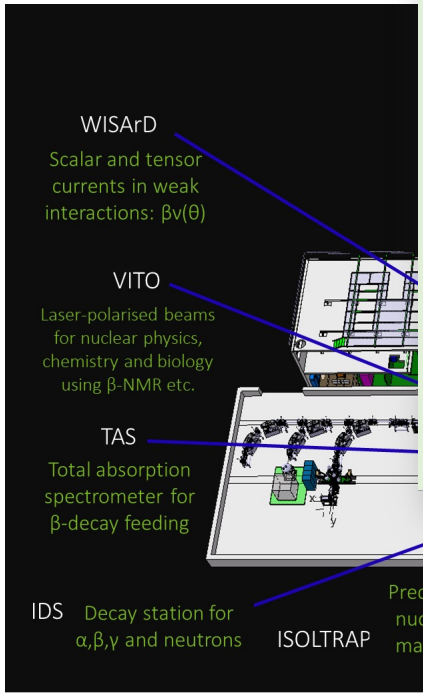 WISArD
Scalar and tensor
currents in weak
interactions: βν(θ)
VITO
Laser-polarised beams
for nuclear physics,
chemistry and biology
using β-NMR etc.
TAS
Total absorption
spectrometer for
β-decay feeding
IDS
Decay station for
α,β,γ and neutrons
ISOLTRAP